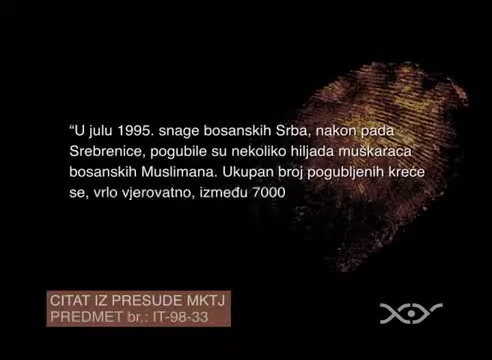 “U julu 1995. snage bosanskih Srba, nakon pada
Srebrenice, pogubile su nekoliko hiljada muškaraca
bosanskih Muslimana. Ukupan broj pogubljenih kreće
se, vrlo vjerovatno, između 7000
CITAT IZ PRESUDE MKTJ
PREDMET br.: IT-98-33